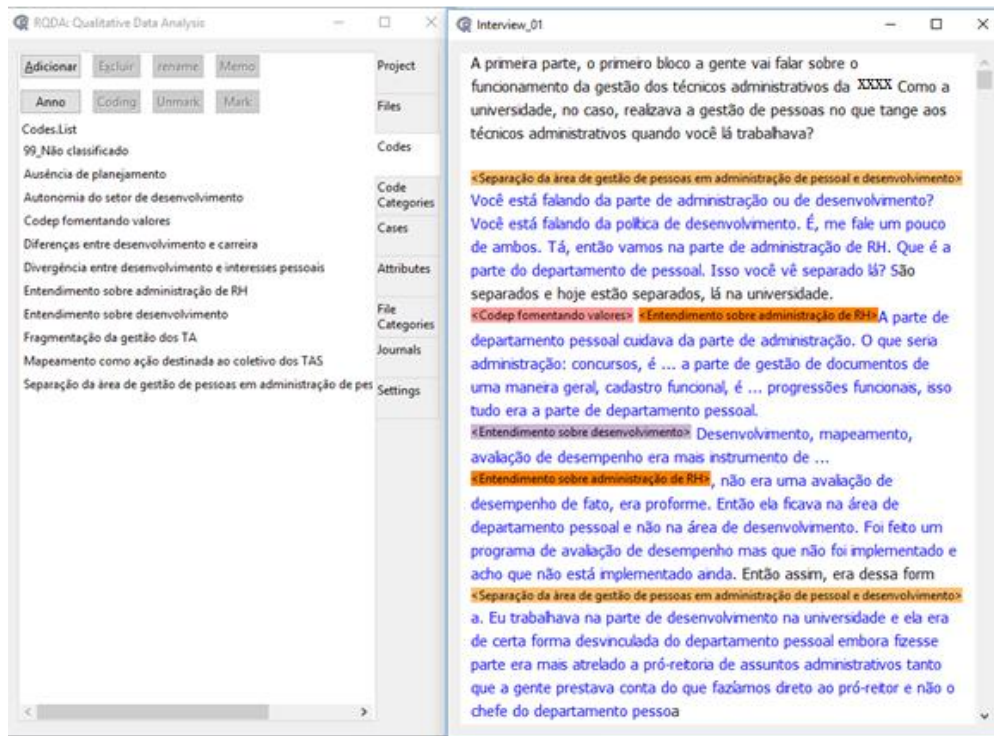 RQDA: Qualitative Data Analysis
Adicionar Excluir rename Memo
Anno Coding Unmark Mark
Codes.List
99_Não classificado
Ausência de planejamento
Autonomia do setor de desenvolvimento
Codep fomentando valores
Diferenças entre desenvolvimento e carreira
Divergência entre desenvolvimento e interesses pessoais
Entendimento sobre administração de RH
Entendimento sobre desenvolvimento
Fragmentação da gestão dos TA
Mapeamento como ação destinada ao coletivo dos TAS
Separação da área de gestão de pessoas em administração de pes
Project
Files
Codes
Code
Categories
Cases
Attributes
File
Categories
Journals
Settings
Interview_01
A primeira parte, o primeiro bloco a gente vai falar sobre o
funcionamento da gestão dos técnicos administrativos da XXXX Como a
universidade, no caso, realizava a gestão de pessoas no que tange aos
técnicos administrativos quando você lá trabalhava?
<Separação da área de gestão de pessoas em administração de pessoal e desenvolvimento>
Você está falando da parte de administração ou de desenvolvimento?
Você está falando da política de desenvolvimento. É, me fale um pouco
de ambos. Tá, então vamos na parte de administração de RH. Que é a
parte do departamento de pessoal. Isso você vê separado lá? São
separados e hoje estão separados, lá na universidade.
<Codep fomentando valores> <Entendimento sobre administração de RH>A parte de
departamento pessoal cuidava da parte de administração. O que seria
administração: concursos, é ... a parte de gestão de documentos de
uma maneira geral, cadastro funcional, é ... progressões funcionais, isso
tudo era a parte de departamento pessoal.
<Entendimento sobre desenvolvimento> Desenvolvimento, mapeamento,
avaliação de desempenho era mais instrumento de ...
<Entendimento sobre administração de RH>, não era uma avaliação de
desempenho de fato, era proforme. Então ela ficava na área de
departamento pessoal e não na área de desenvolvimento. Foi feito um
programa de avaliação de desempenho mas que não foi implementado e
acho que não está implementado ainda. Então assim, era dessa form
<Separação da área de gestão de pessoas em administração de pessoal e desenvolvimento>
a. Eu trabalhava na parte de desenvolvimento na universidade e ela era
de certa forma desvinculada do departamento pessoal embora fizesse
parte era mais atrelado a pró-reitoria de assuntos administrativos tanto
que a gente prestava conta do que fazíamos direto ao pró-reitor e não o
chefe do departamento pessoa